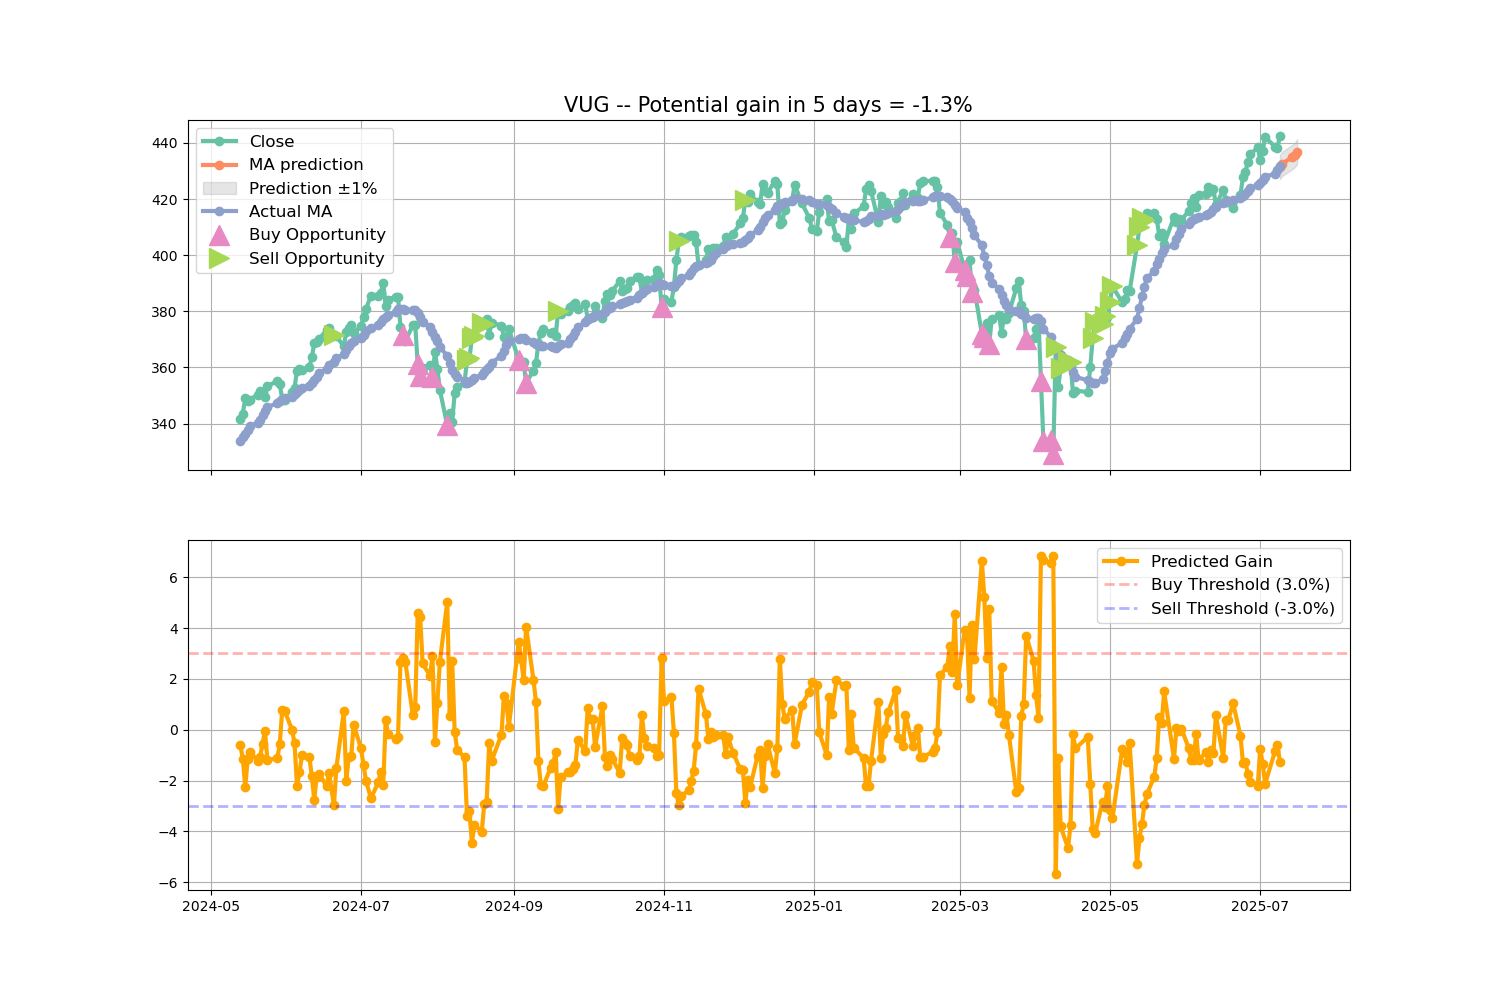 VUG -- Potential gain in 5 days = -1.3%
440
420
400
380
360
340
Close
MA prediction
Prediction ±1%
Actual MA
Buy Opportunity
Sell Opportunity
6
4
2
0
−2
−4
−6
Predicted Gain
Buy Threshold (3.0%)
Sell Threshold (-3.0%)
2024-05
2024-07
2024-09
2024-11
2025-01
2025-03
2025-05
2025-07